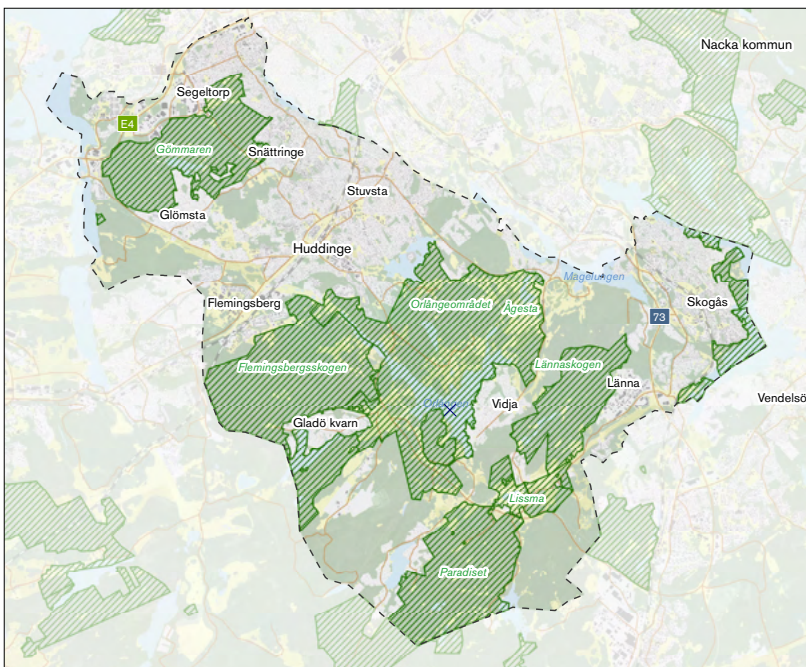 Nacka kommun
Segeltorp
E4
Gömmaren
Snättringe
Stuvsta
Glömsta
Huddinge
Magelungen
Flemingsberg
Orlångeområdet
Ågesta
Skogås
73
Flemingsbergsskogen
Lännaskogen
Länna
Orlången
Vidja
Vendelsö
Gladö kvarn
Lissma
Paradiset